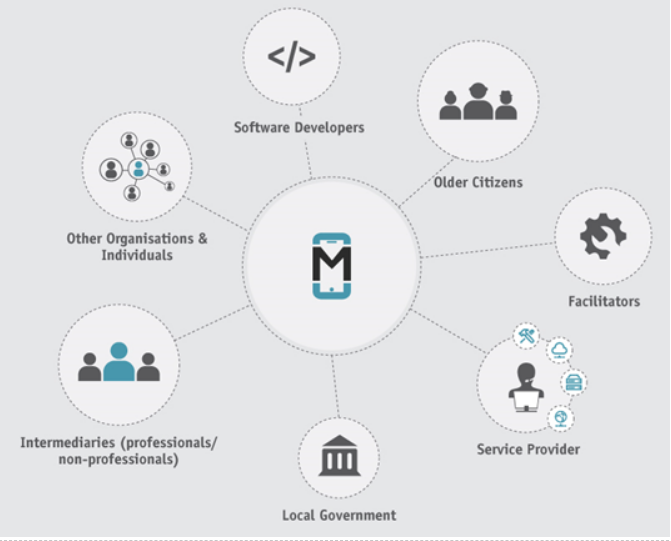 </>
Software Developers
Older Citizens
Other Organisations &
Individuals
M
Facilitators
Intermediaries (professionals/
non-professionals)
Service Provider
Local Government